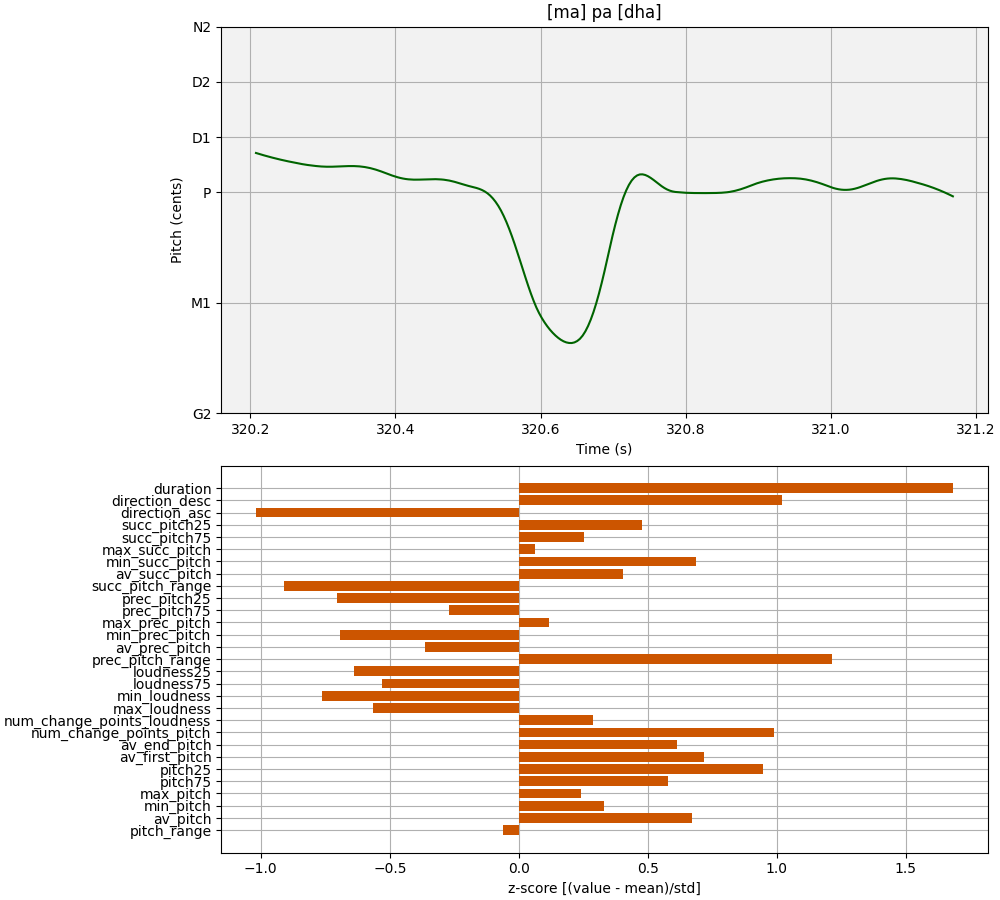 [ma] pa [dha]
N2
D2
D1
P
M1
G2
Pitch (cents)
320.2 320.4 320.6 320.8 321.0 321.2
Time (s)
duration
direction_desc
direction_asc
succ_pitch25
succ_pitch75
max_succ_pitch
min_succ_pitch
av_succ_pitch
succ_pitch_range
prec_pitch25
prec_pitch75
max_prec_pitch
min_prec_pitch
av_prec_pitch
prec_pitch_range
loudness25
loudness75
min_loudness
max_loudness
num_change_points_loudness
num_change_points_pitch
av_end_pitch
av_first_pitch
pitch25
pitch75
max_pitch
min_pitch
av_pitch
pitch_range
−1.0 −0.5 0.0 0.5 1.0 1.5
z-score [(value - mean)/std]